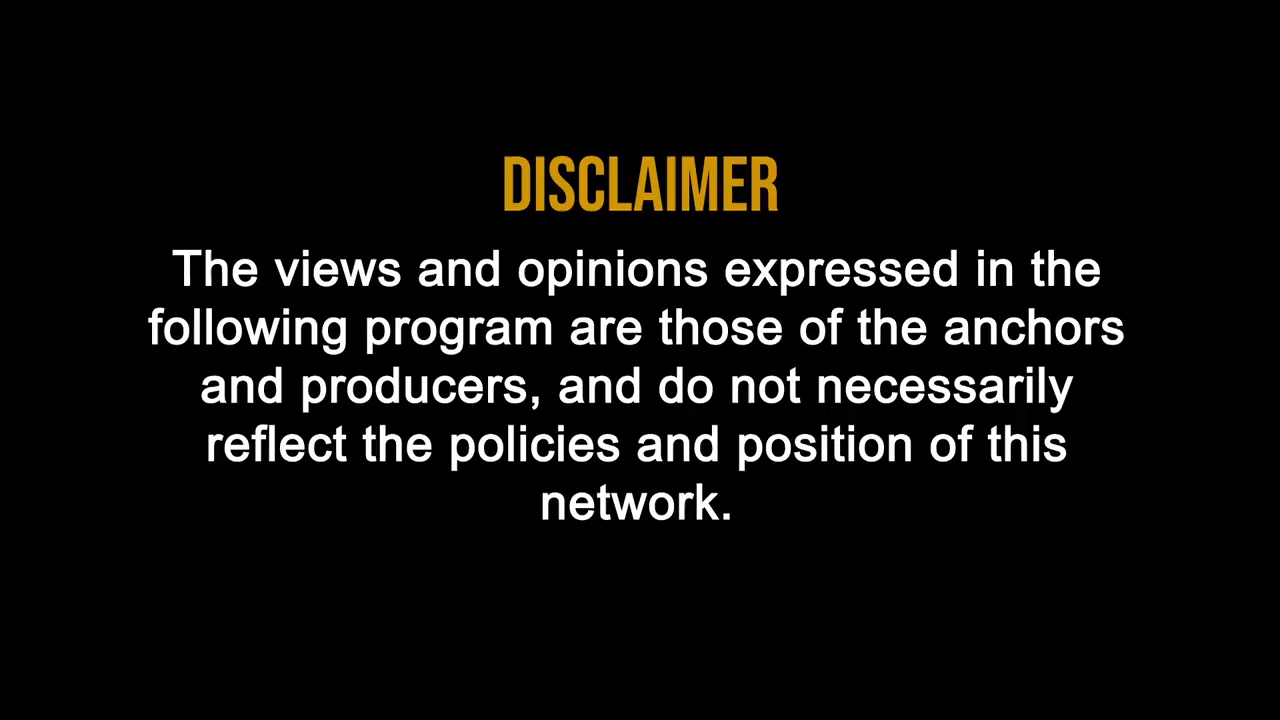 DISCLAIMER
The views and opinions expressed in the
following program are those of the anchors
and producers, and do not necessarily
reflect the policies and position of this
network.